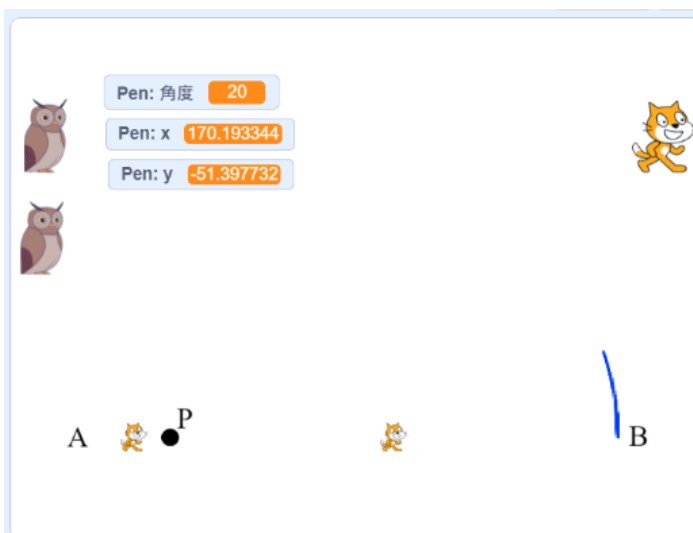 Pen: 角度 20
Pen: x 170.193344
Pen: y -51.397732
P
A
B